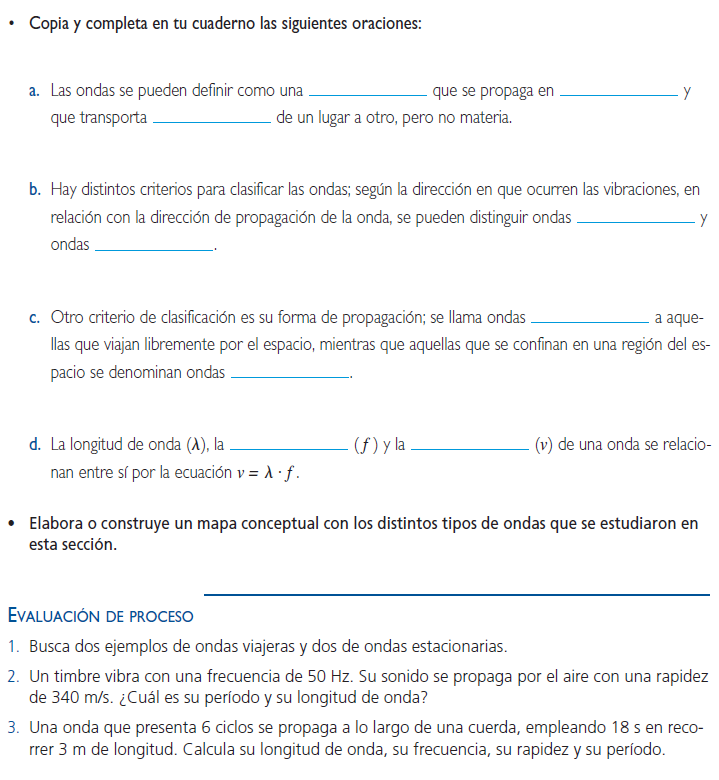 • Copia y completa en tu cuaderno las siguientes oraciones:
a. Las ondas se pueden definir como una ______________ que se propaga en ______________ y
que transporta ______________ de un lugar a otro, pero no materia.
b. Hay distintos criterios para clasificar las ondas; según la dirección en que ocurren las vibraciones, en
relación con la dirección de propagación de la onda, se pueden distinguir ondas ______________ y
ondas ______________.
c. Otro criterio de clasificación es su forma de propagación; se llama ondas ______________ a aque-
llas que viajan libremente por el espacio, mientras que aquellas que se confinan en una región del es-
pacio se denominan ondas ______________.
d. La longitud de onda (λ), la ______________ (f) y la ______________ (v) de una onda se relacio-
nan entre sí por la ecuación v = λ · f.
• Elabora o construye un mapa conceptual con los distintos tipos de ondas que se estudiaron en
esta sección.
EVALUACIÓN DE PROCESO
1. Busca dos ejemplos de ondas viajeras y dos de ondas estacionarias.
2. Un timbre vibra con una frecuencia de 50 Hz. Su sonido se propaga por el aire con una rapidez
de 340 m/s. ¿Cuál es su período y su longitud de onda?
3. Una onda que presenta 6 ciclos se propaga a lo largo de una cuerda, empleando 18 s en reco-
rrer 3 m de longitud. Calcula su longitud de onda, su frecuencia, su rapidez y su período.